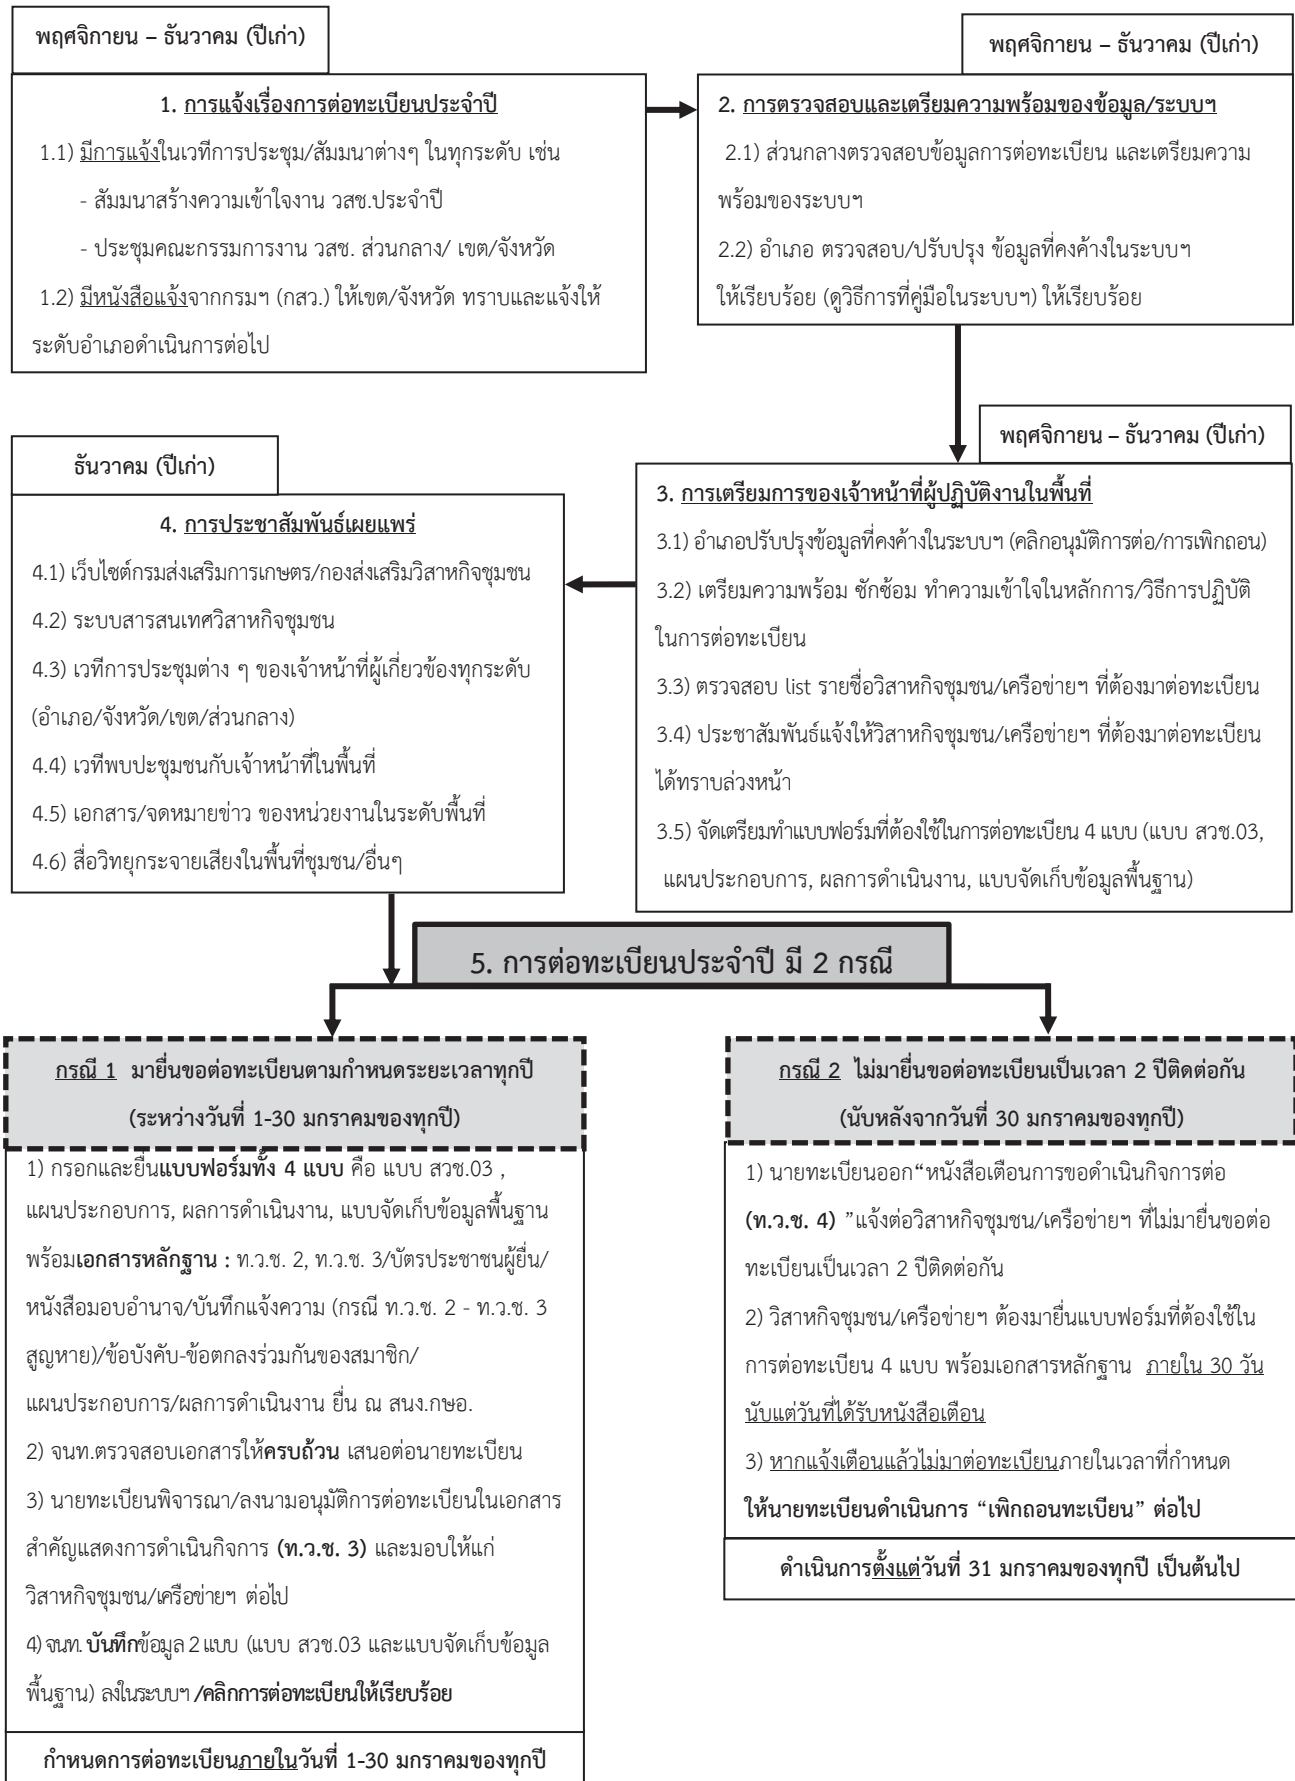 พฤศจิกายน – ธันวาคม (ปีเก่า)
1. การแจ้งเรื่องการต่อทะเบียนประจำปี
1.1) มีการแจ้งในเวทีการประชุม/สัมมนาต่างๆ ในทุกระดับ เช่น
- สัมมนาสร้างความเข้าใจงาน วสช.ประจำปี
- ประชุมคณะกรรมการงาน วสช. ส่วนกลาง/ เขต/จังหวัด
1.2) มีหนังสือแจ้งจากกรมฯ (กสว.) ให้เขต/จังหวัด ทราบและแจ้งให้
ระดับอำเภอดำเนินการต่อไป
พฤศจิกายน – ธันวาคม (ปีเก่า)
2. การตรวจสอบและเตรียมความพร้อมของข้อมูล/ระบบฯ
2.1) ส่วนกลางตรวจสอบข้อมูลการต่อทะเบียน และเตรียมความ
พร้อมของระบบฯ
2.2) อำเภอ ตรวจสอบ/ปรับปรุง ข้อมูลที่คงค้างในระบบฯ
ให้เรียบร้อย (ดูวิธีการที่คู่มือในระบบฯ) ให้เรียบร้อย
พฤศจิกายน – ธันวาคม (ปีเก่า)
3. การเตรียมการของเจ้าหน้าที่ผู้ปฏิบัติงานในพื้นที่
3.1) อำเภอปรับปรุงข้อมูลที่คงค้างในระบบฯ (คลิกอนุมัติการต่อ/การเพิกถอน)
3.2) เตรียมความพร้อม ซักซ้อม ทำความเข้าใจในหลักการ/วิธีการปฏิบัติ
ในการต่อทะเบียน
3.3) ตรวจสอบ list รายชื่อวิสาหกิจชุมชน/เครือข่ายฯ ที่ต้องมาต่อทะเบียน
3.4) ประชาสัมพันธ์แจ้งให้วิสาหกิจชุมชน/เครือข่ายฯ ที่ต้องมาต่อทะเบียน
ได้ทราบล่วงหน้า
3.5) จัดเตรียมทำแบบฟอร์มที่ต้องใช้ในการต่อทะเบียน 4 แบบ (แบบ สวช.03,
แผนประกอบการ, ผลการดำเนินงาน, แบบจัดเก็บข้อมูลพื้นฐาน)
ธันวาคม (ปีเก่า)
4. การประชาสัมพันธ์เผยแพร่
4.1) เว็บไซต์กรมส่งเสริมการเกษตร/กองส่งเสริมวิสาหกิจชุมชน
4.2) ระบบสารสนเทศวิสาหกิจชุมชน
4.3) เวทีการประชุมต่าง ๆ ของเจ้าหน้าที่ผู้เกี่ยวข้องทุกระดับ
(อำเภอ/จังหวัด/เขต/ส่วนกลาง)
4.4) เวทีพบปะชุมชนกับเจ้าหน้าที่ในพื้นที่
4.5) เอกสาร/จดหมายข่าว ของหน่วยงานในระดับพื้นที่
4.6) สื่อวิทยุกระจายเสียงในพื้นที่ชุมชน/อื่นๆ
5. การต่อทะเบียนประจำปี มี 2 กรณี
กรณี 1 มายื่นขอต่อทะเบียนตามกำหนดระยะเวลาทุกปี
(ระหว่างวันที่ 1-30 มกราคมของทุกปี)
1) กรอกและยื่นแบบฟอร์มทั้ง 4 แบบ คือ แบบ สวช.03 ,
แผนประกอบการ, ผลการดำเนินงาน, แบบจัดเก็บข้อมูลพื้นฐาน
พร้อมเอกสารหลักฐาน : ท.ว.ช. 2, ท.ว.ช. 3/บัตรประชาชนผู้ยื่น/
หนังสือมอบอำนาจ/บันทึกแจ้งความ (กรณี ท.ว.ช. 2 - ท.ว.ช. 3
สูญหาย)/ข้อบังคับ-ข้อตกลงร่วมกันของสมาชิก/
แผนประกอบการ/ผลการดำเนินงาน ยื่น ณ สนง.กษอ.
2) จนท.ตรวจสอบเอกสารให้ครบถ้วน เสนอต่อนายทะเบียน
3) นายทะเบียนพิจารณา/ลงนามอนุมัติการต่อทะเบียนในเอกสาร
สำคัญแสดงการดำเนินกิจการ (ท.ว.ช. 3) และมอบให้แก่
วิสาหกิจชุมชน/เครือข่ายฯ ต่อไป
4) จนท. บันทึกข้อมูล 2 แบบ (แบบ สวช.03 และแบบจัดเก็บข้อมูล
พื้นฐาน) ลงในระบบฯ /คลิกการต่อทะเบียนให้เรียบร้อย
กำหนดการต่อทะเบียนภายในวันที่ 1-30 มกราคมของทุกปี
กรณี 2 ไม่มายื่นขอต่อทะเบียนเป็นเวลา 2 ปีติดต่อกัน
(นับหลังจากวันที่ 30 มกราคมของทุกปี)
1) นายทะเบียนออก“หนังสือเตือนการขอดำเนินกิจการต่อ
(ท.ว.ช. 4) ”แจ้งต่อวิสาหกิจชุมชน/เครือข่ายฯ ที่ไม่มายื่นขอต่อ
ทะเบียนเป็นเวลา 2 ปีติดต่อกัน
2) วิสาหกิจชุมชน/เครือข่ายฯ ต้องมายื่นแบบฟอร์มที่ต้องใช้ใน
การต่อทะเบียน 4 แบบ พร้อมเอกสารหลักฐาน ภายใน 30 วัน
นับแต่วันที่ได้รับหนังสือเตือน
3) หากแจ้งเตือนแล้วไม่มาต่อทะเบียนภายในเวลาที่กำหนด
ให้นายทะเบียนดำเนินการ “เพิกถอนทะเบียน” ต่อไป
ดำเนินการตั้งแต่วันที่ 31 มกราคมของทุกปี เป็นต้นไป